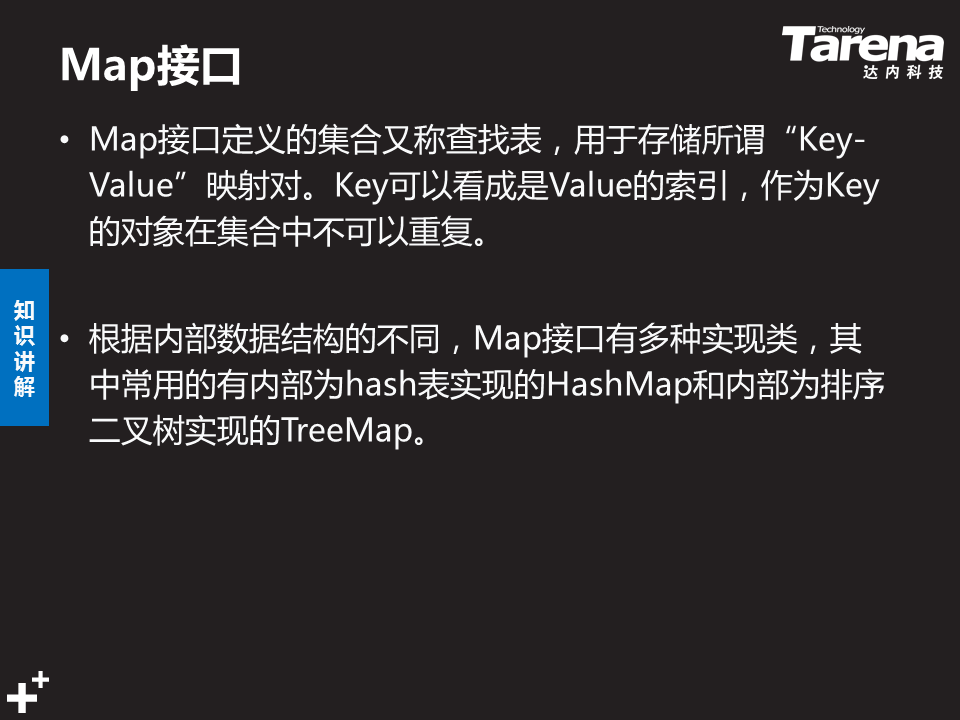 Map接口
Technology
Tarena
达内科技
• Map接口定义的集合又称查找表，用于存储所谓“Key-
Value”映射对。Key可以看成是Value的索引，作为Key
的对象在集合中不可以重复。
知识讲解
• 根据内部数据结构的不同，Map接口有多种实现类，其
中常用的有内部为hash表实现的HashMap和内部为排序
二叉树实现的TreeMap。